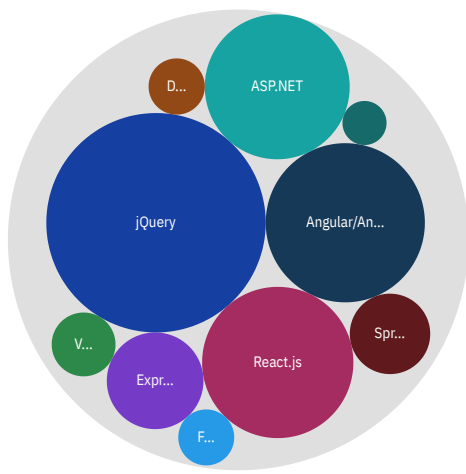 D...
ASP.NET
jQuery
Angular/An...
V...
Expr...
React.js
Spr...
F...